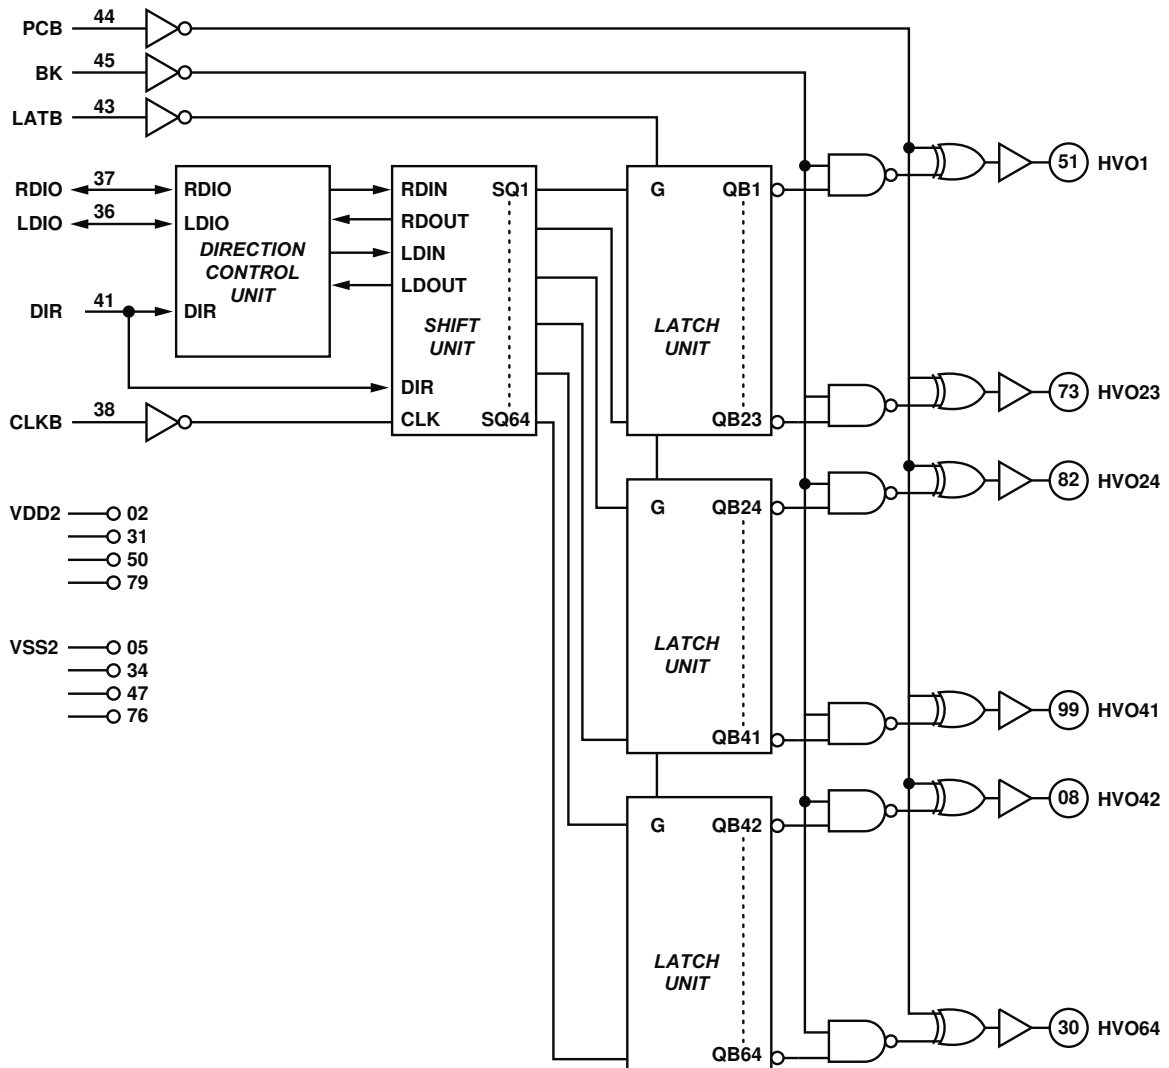 PCB 44
BK 45
LATB 43
51 HVO1
RDIO 37 RDIO RDIN SQ1 G QB1
LDIO 36 LDIO RDOUT
DIRECTION CONTROL UNIT
LDIN
LDOUT
DIR 41 DIR
SHIFT UNIT
LATCH UNIT
DIR
73 HVO23
CLKB 38 CLK SQ64 QB23
82 HVO24
G QB24
VDD2 02
31
50
79
VSS2 05
34
47
76
LATCH UNIT
99 HVO41
QB41
08 HVO42
G QB42
LATCH UNIT
30 HVO64
QB64